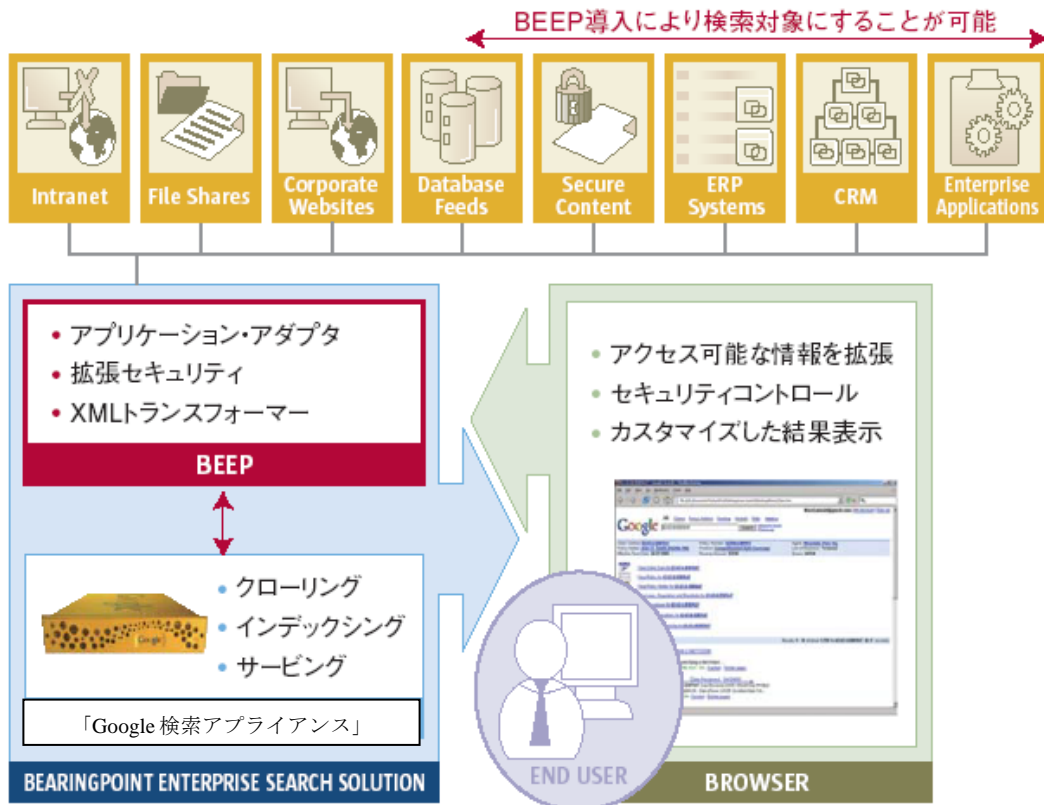 BEEP導入により検索対象にすることが可能
Intranet
File Shares
Corporate
Websites
Database
Feeds
Secure
Content
ERP
Systems
CRM
Enterprise
Applications
• アプリケーション・アダプタ
• 拡張セキュリティ
• XMLトランスフォーマー
BEEP
• クローリング
• インデックシング
• サービング
Google
「Google 検索アプライアンス」
BEARINGPOINT ENTERPRISE SEARCH SOLUTION
• アクセス可能な情報を拡張
• セキュリティコントロール
• カスタマイズした結果表示
Google
END USER
BROWSER